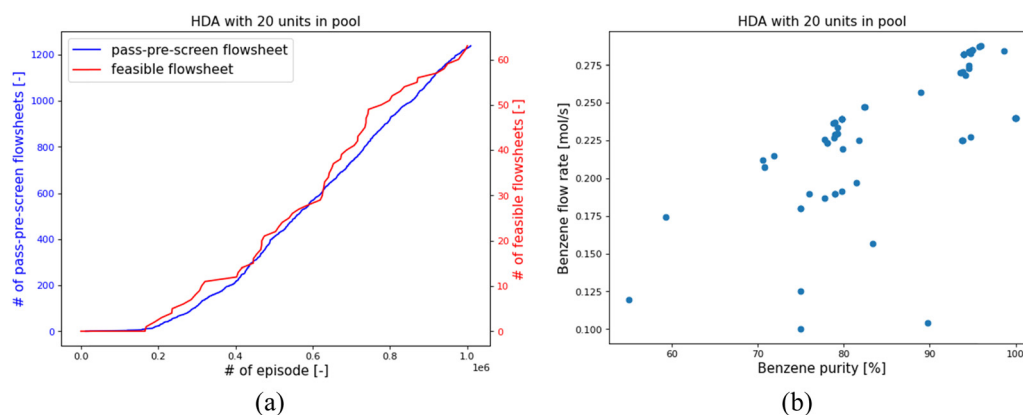 HDA with 20 units in pool
pass-pre-screen flowsheet
feasible flowsheet
# of pass-pre-screen flowsheets [-]
1200
1000
800
600
400
200
0
# of feasible flowsheets [-]
60
50
40
30
20
10
0
0.0 0.2 0.4 0.6 0.8 1.0
1e6
# of episode [-]
(a)
HDA with 20 units in pool
Benzene flow rate [mol/s]
0.275
0.250
0.225
0.200
0.175
0.150
0.125
0.100
60 70 80 90 100
Benzene purity [%]
(b)